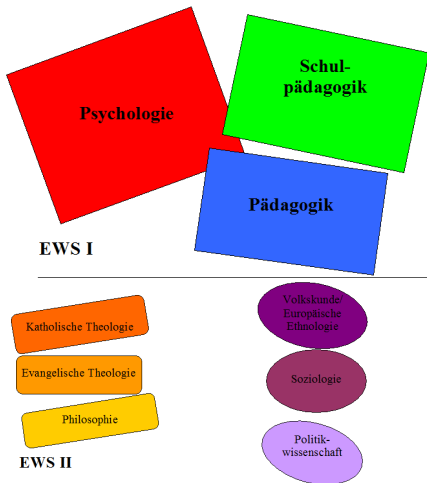 Schul-
pädagogik
Psychologie
Pädagogik
EWS I
Volkskunde/
Europäische
Ethnologie
Katholische Theologie
Evangelische Theologie
Soziologie
Philosophie
Politik-
wissenschaft
EWS II